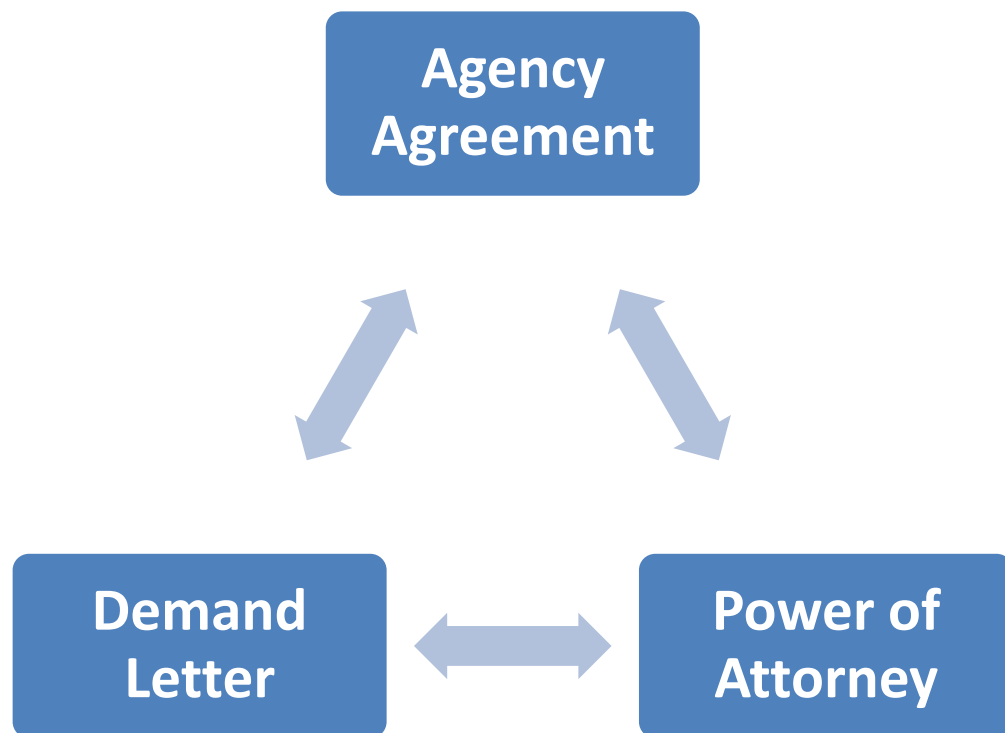 Agency
Agreement
Demand
Letter
Power of
Attorney